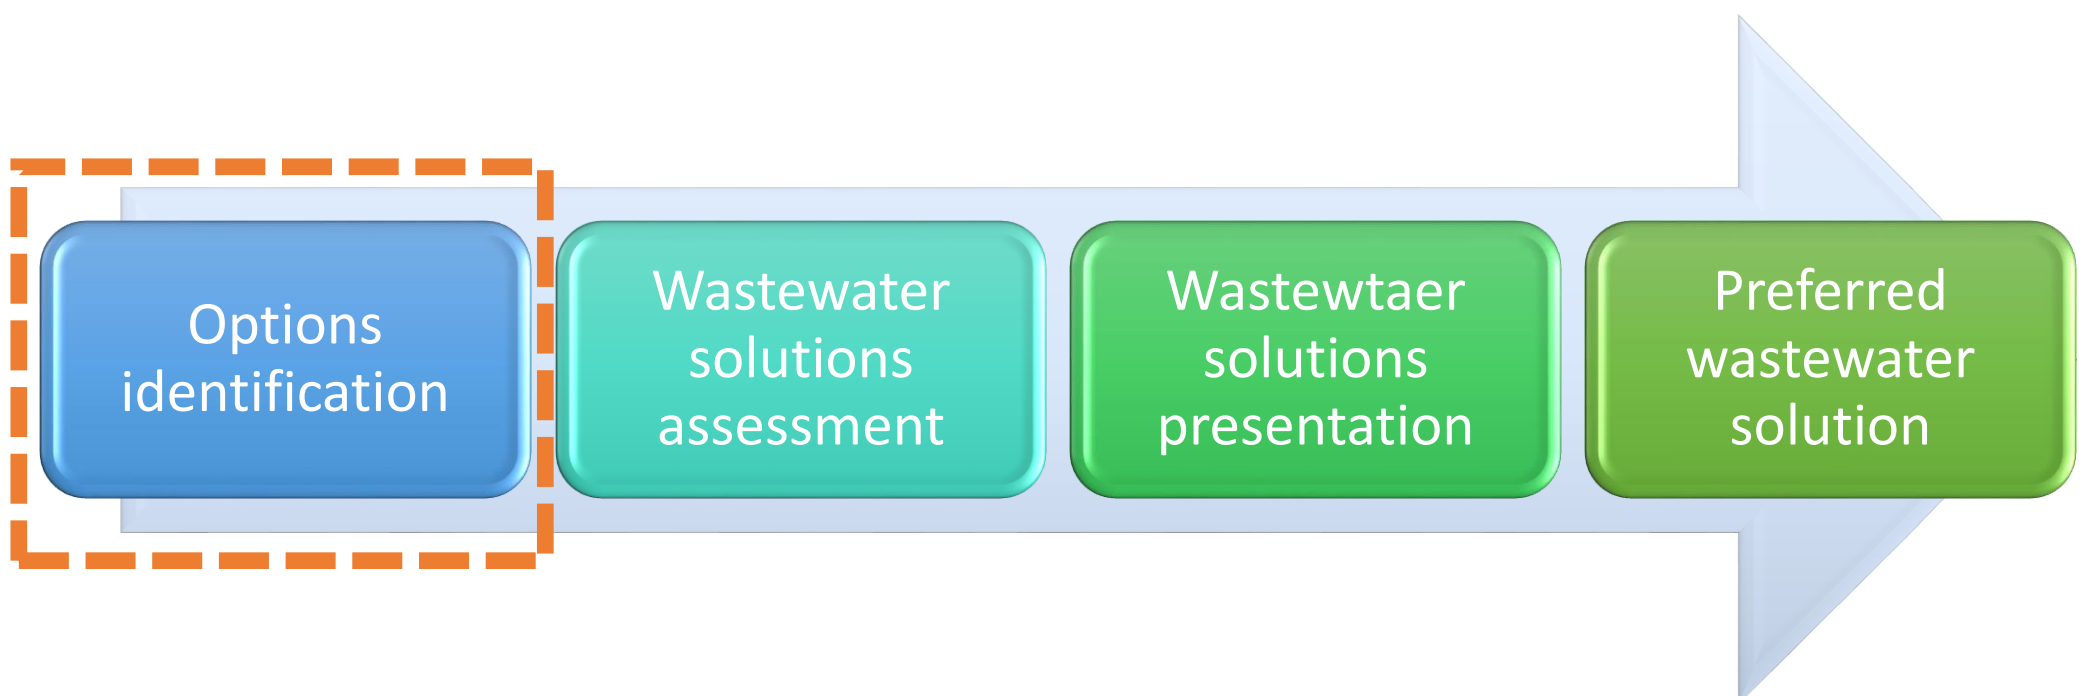 Options
identification
Wastewater
solutions
assessment
Wastewtaer
solutions
presentation
Preferred
wastewater
solution